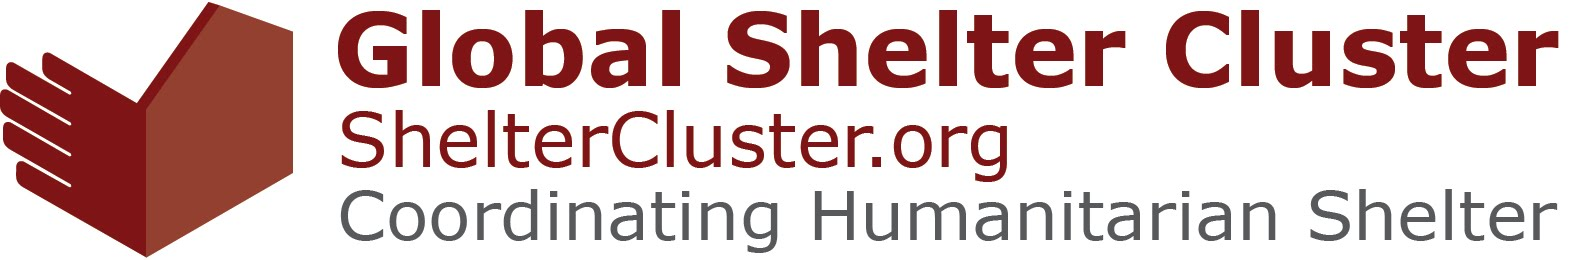 Global Shelter Cluster
ShelterCluster.org
Coordinating Humanitarian Shelter